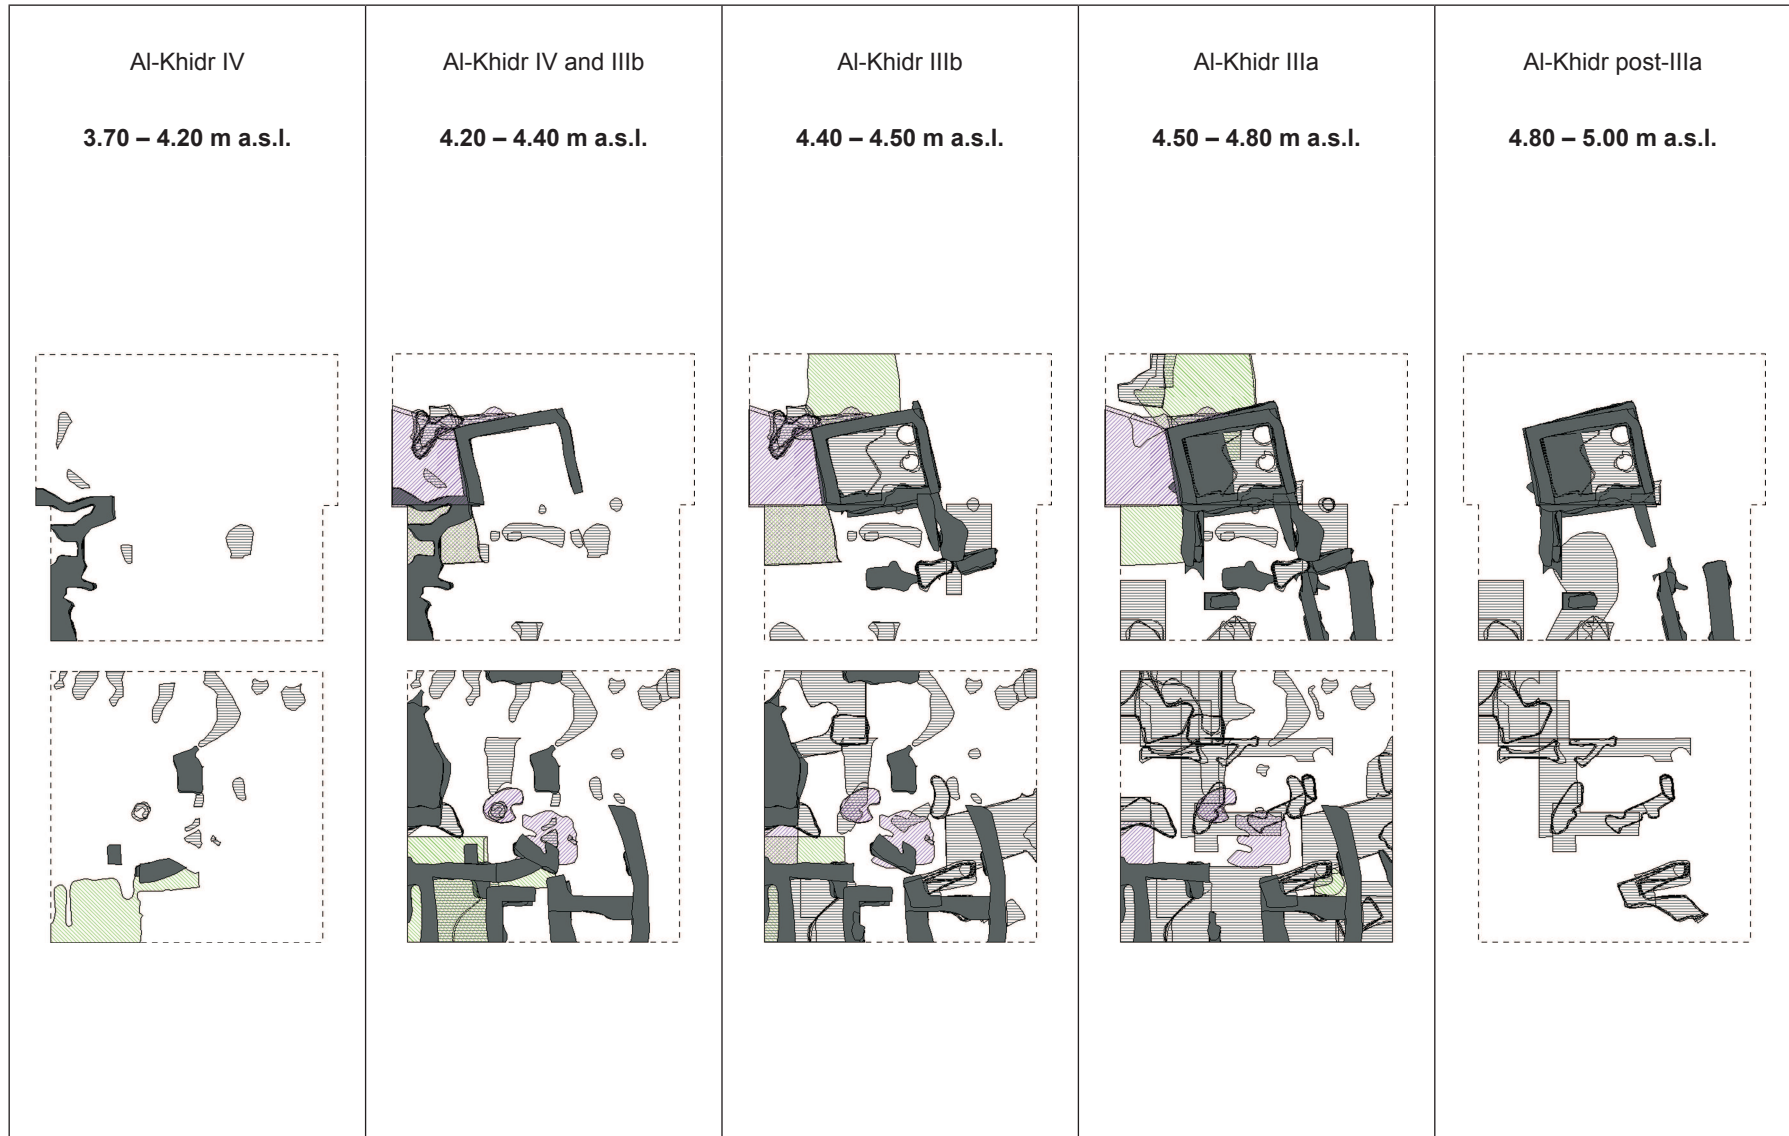 Al-Khidr IV
3.70 – 4.20 m a.s.l.
Al-Khidr IV and IIIb
4.20 – 4.40 m a.s.l.
Al-Khidr IIIb
4.40 – 4.50 m a.s.l.
Al-Khidr IIIa
4.50 – 4.80 m a.s.l.
Al-Khidr post-IIIa
4.80 – 5.00 m a.s.l.